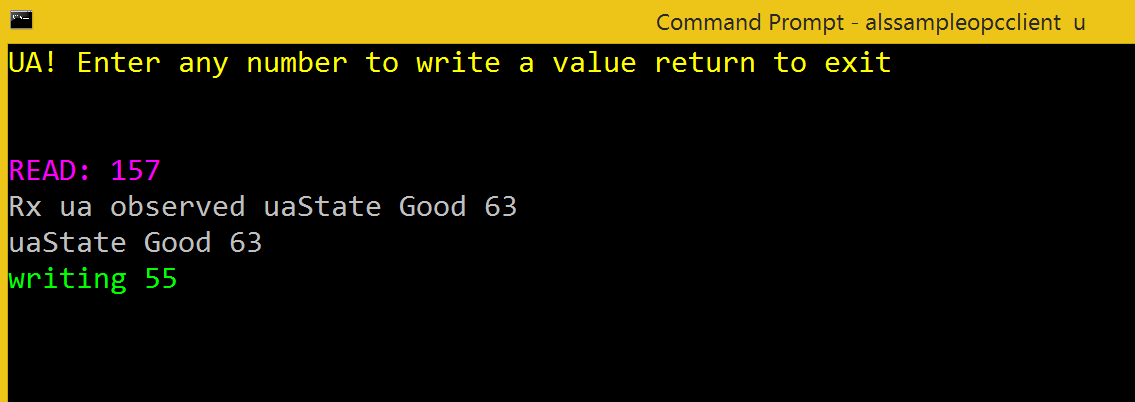 Command Prompt - alssampleopcclient u
UA! Enter any number to write a value return to exit
READ: 157
Rx ua observed uaState Good 63
uaState Good 63
writing 55